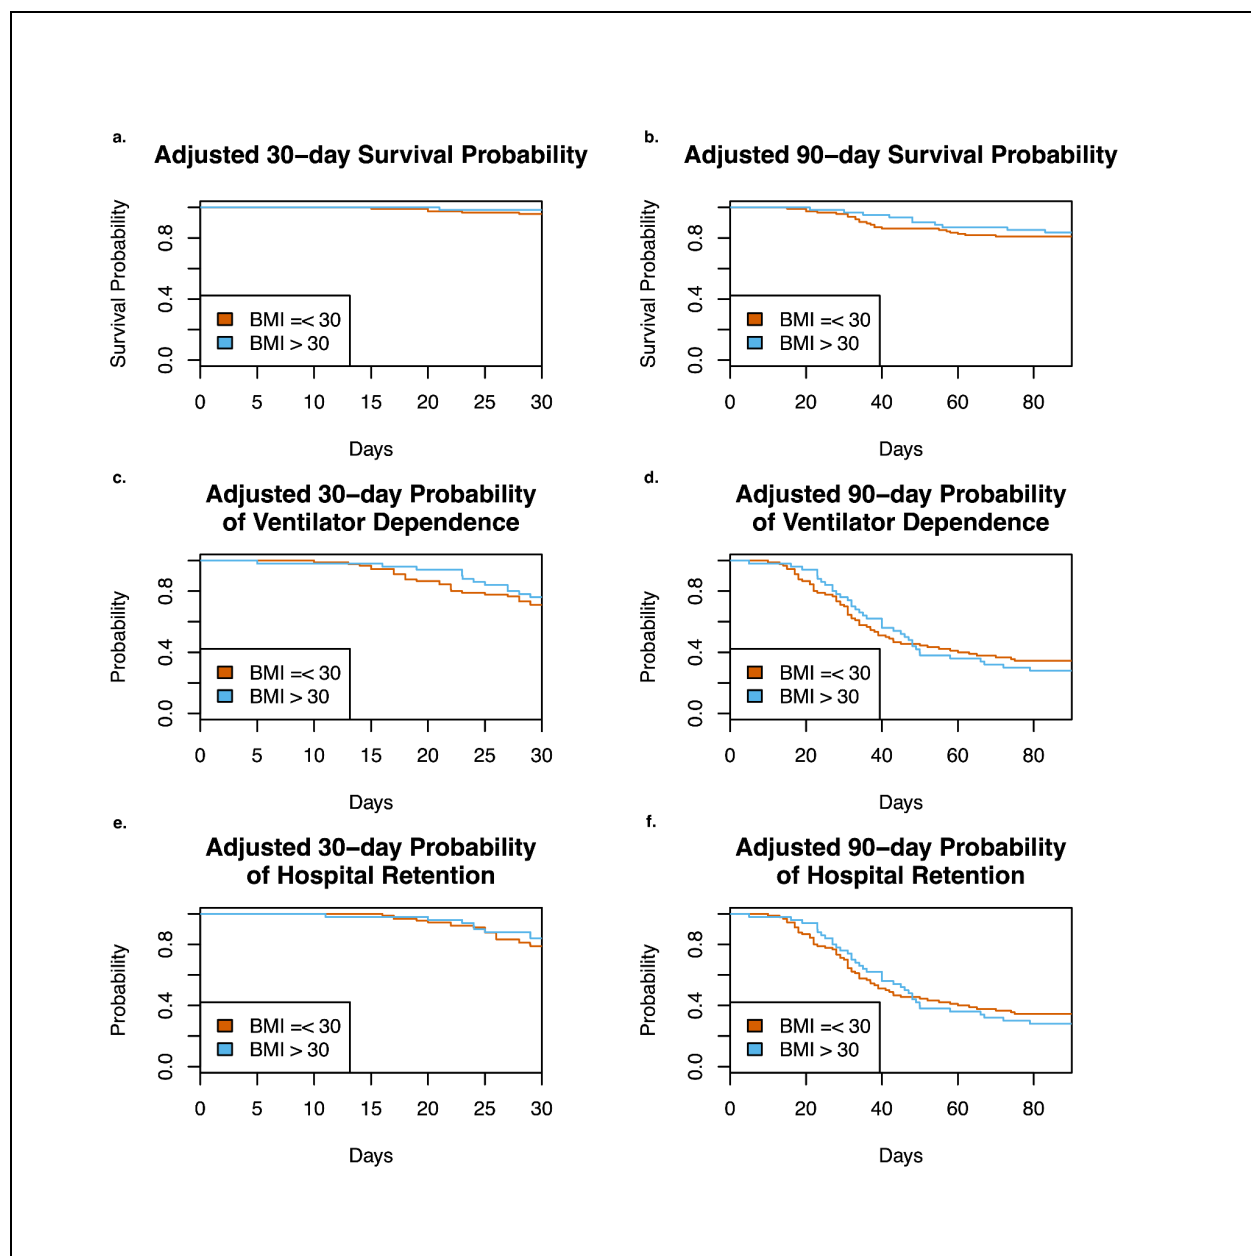 a.
Adjusted 30−day Survival Probability
Survival Probability
0.0
0.4
0.8
BMI =< 30
BMI > 30
0 5 10 15 20 25 30
Days
b.
Adjusted 90−day Survival Probability
Survival Probability
0.0
0.4
0.8
BMI =< 30
BMI > 30
0 20 40 60 80
Days
c.
Adjusted 30−day Probability
of Ventilator Dependence
Probability
0.0
0.4
0.8
BMI =< 30
BMI > 30
0 5 10 15 20 25 30
Days
d.
Adjusted 90−day Probability
of Ventilator Dependence
Probability
0.0
0.4
0.8
BMI =< 30
BMI > 30
0 20 40 60 80
Days
e.
Adjusted 30−day Probability
of Hospital Retention
Probability
0.0
0.4
0.8
BMI =< 30
BMI > 30
0 5 10 15 20 25 30
Days
f.
Adjusted 90−day Probability
of Hospital Retention
Probability
0.0
0.4
0.8
BMI =< 30
BMI > 30
0 20 40 60 80
Days